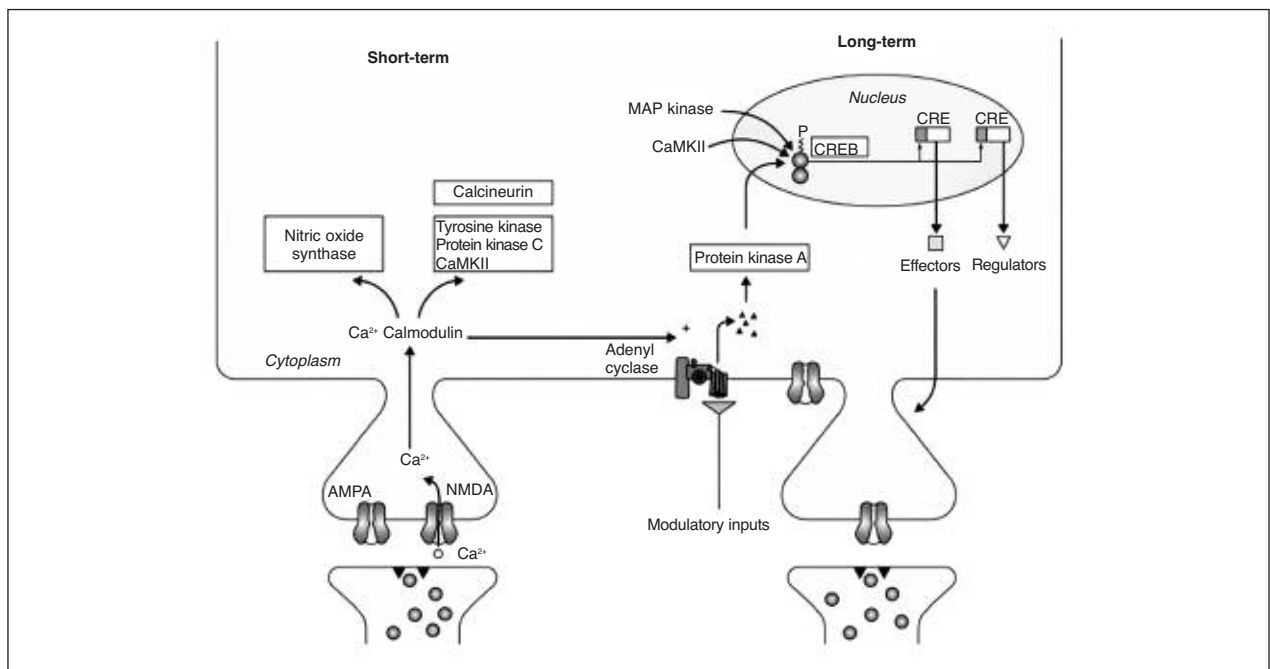 Short-term
Long-term
Nucleus
MAP kinase
CRE CRE
P
CaMKII
CREB
Calcineurin
Nitric oxide
synthase
Tyrosine kinase
Protein kinase C
CaMKII
Protein kinase A
Effectors Regulators
Ca²⁺ Calmodulin
+
Cytoplasm
Adenyl
cyclase
Ca²⁺
AMPA
NMDA
Modulatory inputs
Ca²⁺